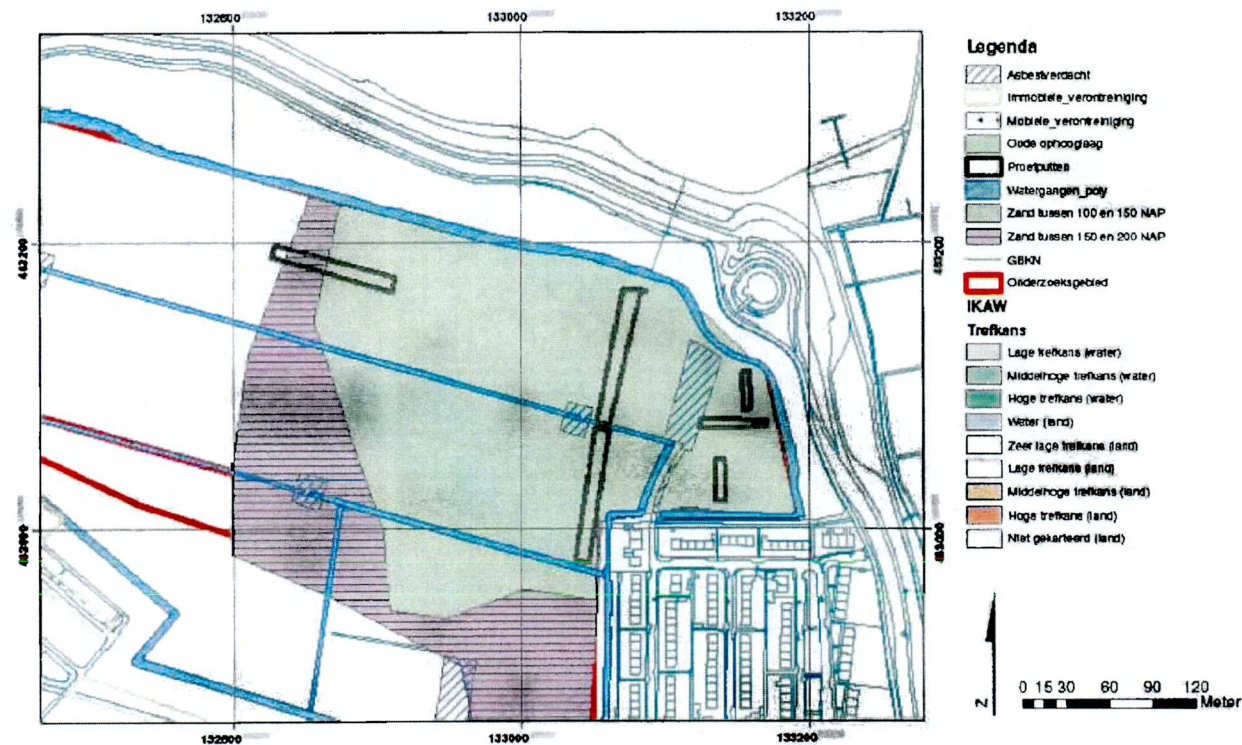 132800 133000 133200
Legenda
Asbestverdacht
Immobiele_verontreiniging
Mobiele_verontreiniging
Oude ophooglaag
Proefputten
Watergangen_poly
Zand tussen 100 en 150 NAP
Zand tussen 150 en 200 NAP
GBKN
Onderzoeksgebied
IKAW
Trefkans
Lage trefkans (water)
Middelhoge trefkans (water)
Hoge trefkans (water)
Water (land)
Zeer lage trefkans (land)
Lage trefkans (land)
Middelhoge trefkans (land)
Hoge trefkans (land)
Niet gekarteerd (land)
N
0 15 30 60 90 120
Meter
132800 133000 133200